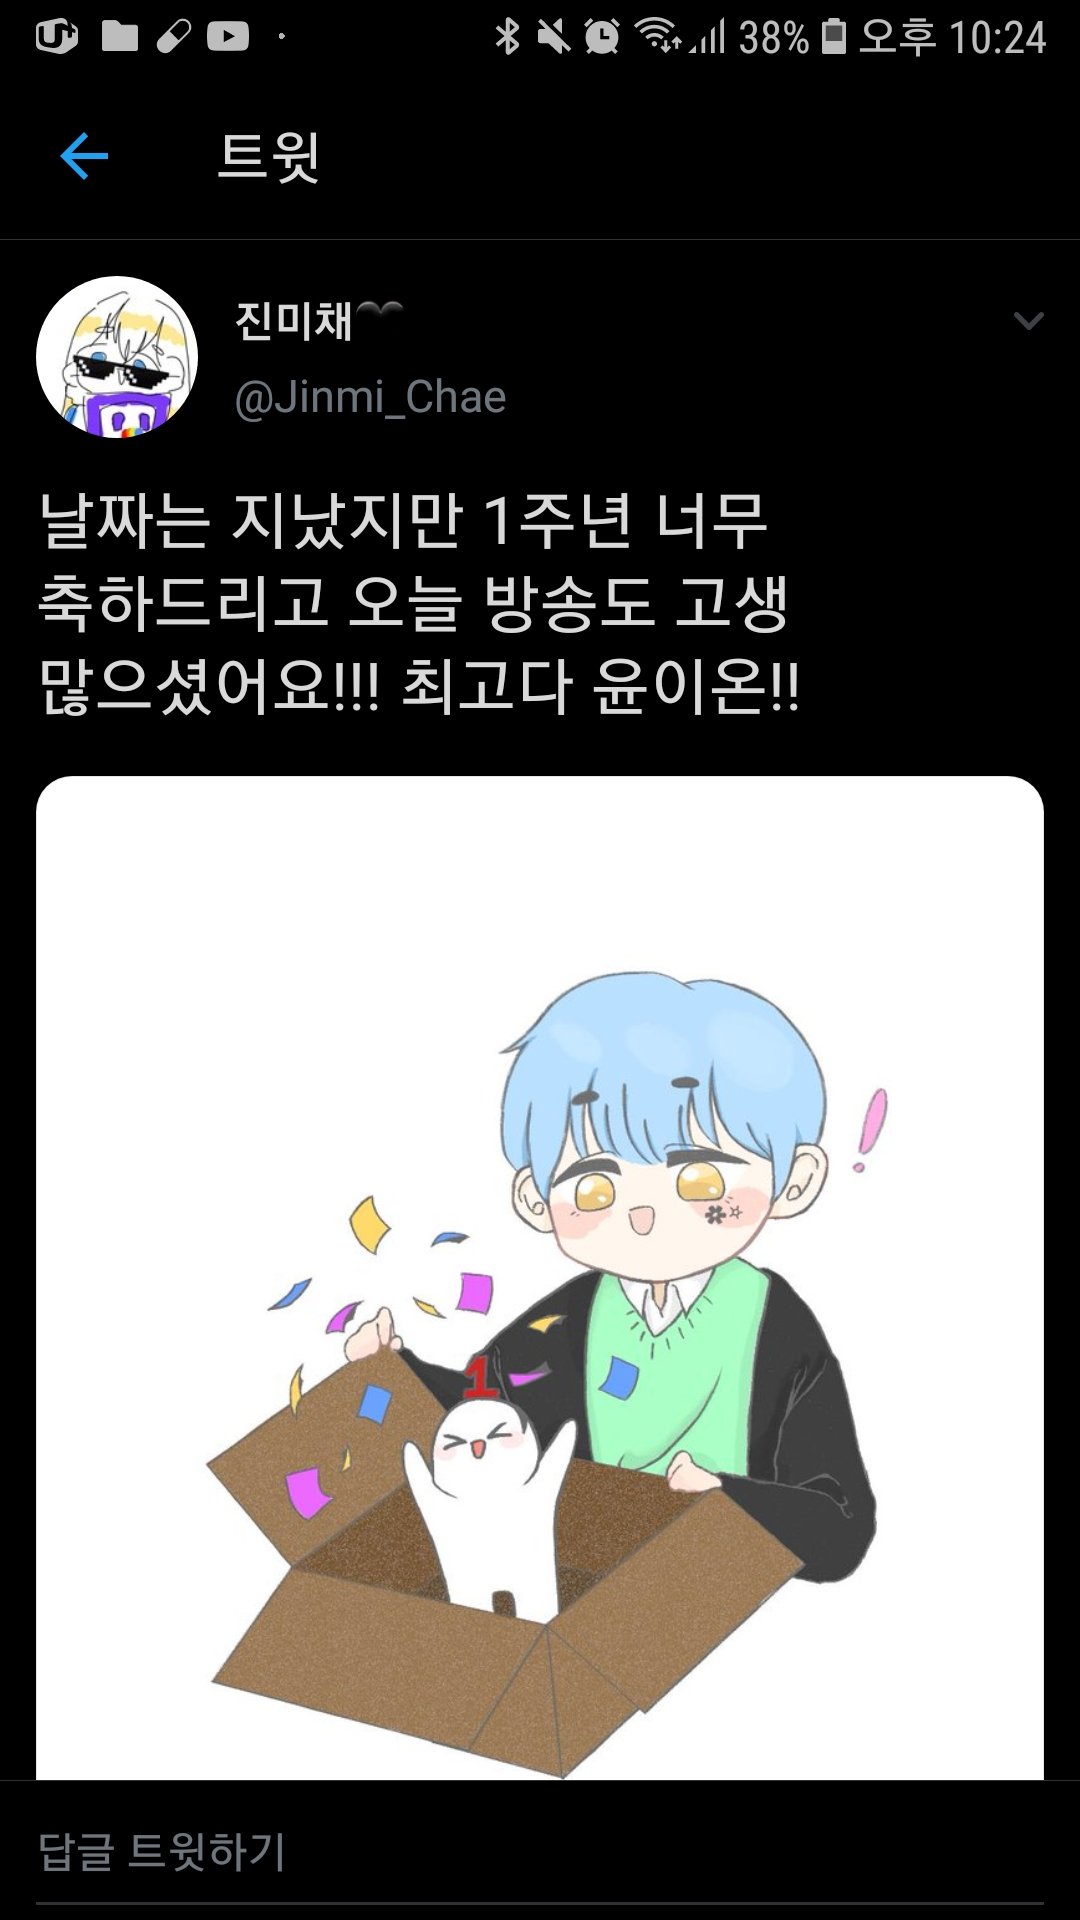 38% 오후 10:24
트윗
진미채🖤
@Jinmi_Chae
날짜는 지났지만 1주년 너무
축하드리고 오늘 방송도 고생
많으셨어요!!! 최고다 윤이온!!
!
1
답글 트윗하기